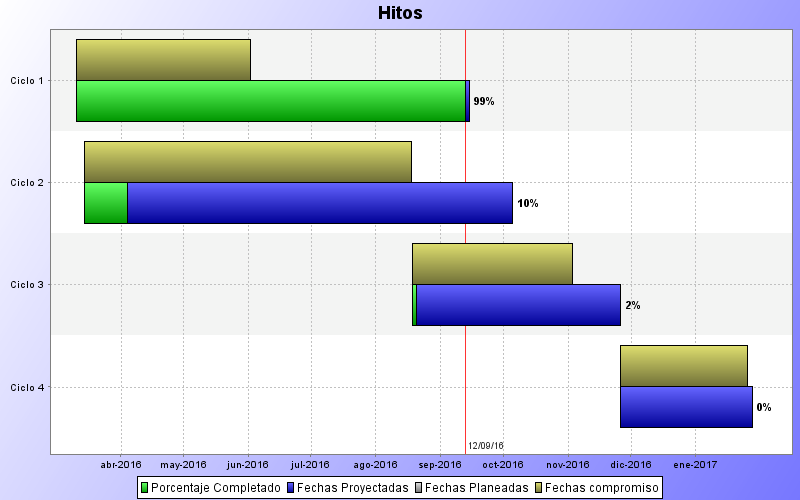 Hitos
Ciclo 1
99%
Ciclo 2
10%
Ciclo 3
2%
Ciclo 4
0%
12/09/16
abr-2016 may-2016 jun-2016 jul-2016 ago-2016 sep-2016 oct-2016 nov-2016 dic-2016 ene-2017
Porcentaje Completado Fechas Proyectadas Fechas Planeadas Fechas compromiso